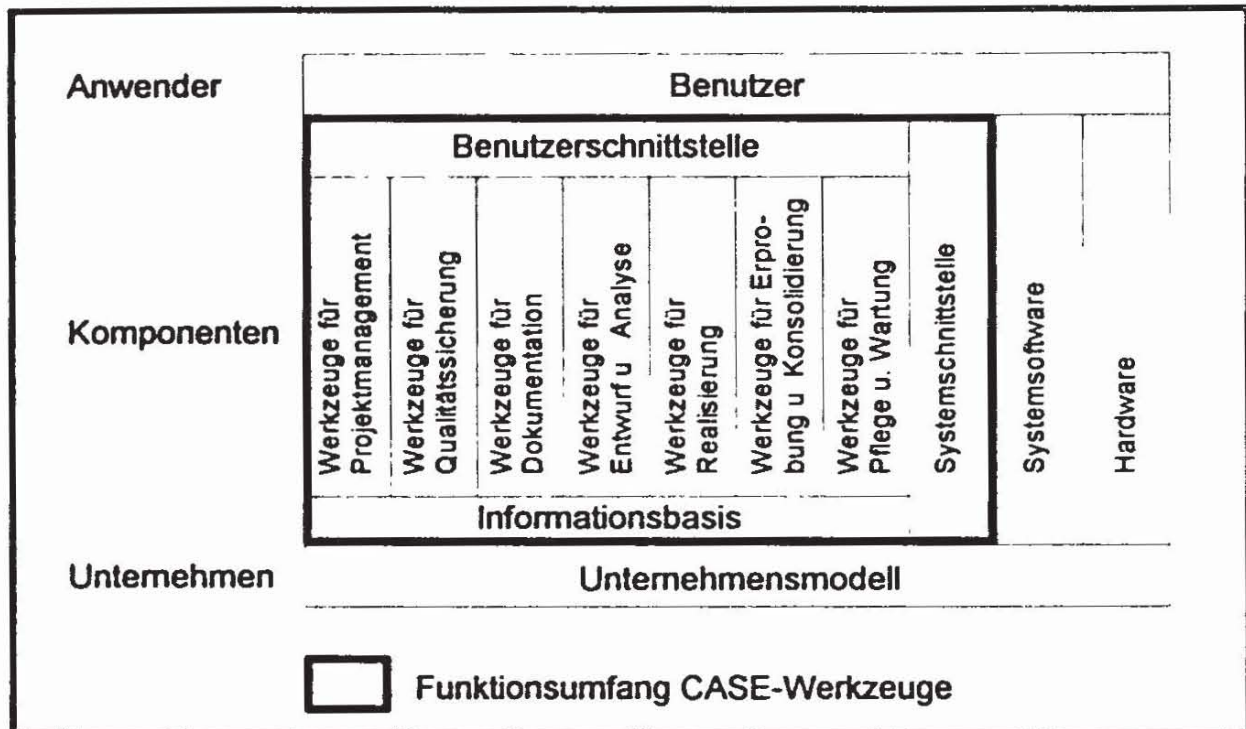 Anwender
Benutzer
Benutzerschnittstelle
Komponenten
Werkzeuge für
Projektmanagement
Werkzeuge für
Qualitätssicherung
Werkzeuge für
Dokumentation
Werkzeuge für
Entwurf u Analyse
Werkzeuge für
Realisierung
Werkzeuge für Erpro-
bung u Konsolidierung
Werkzeuge für
Pflege u. Wartung
Systemschnittstelle
Systemsoftware
Hardware
Informationsbasis
Unternehmen
Unternehmensmodell
Funktionsumfang CASE-Werkzeuge